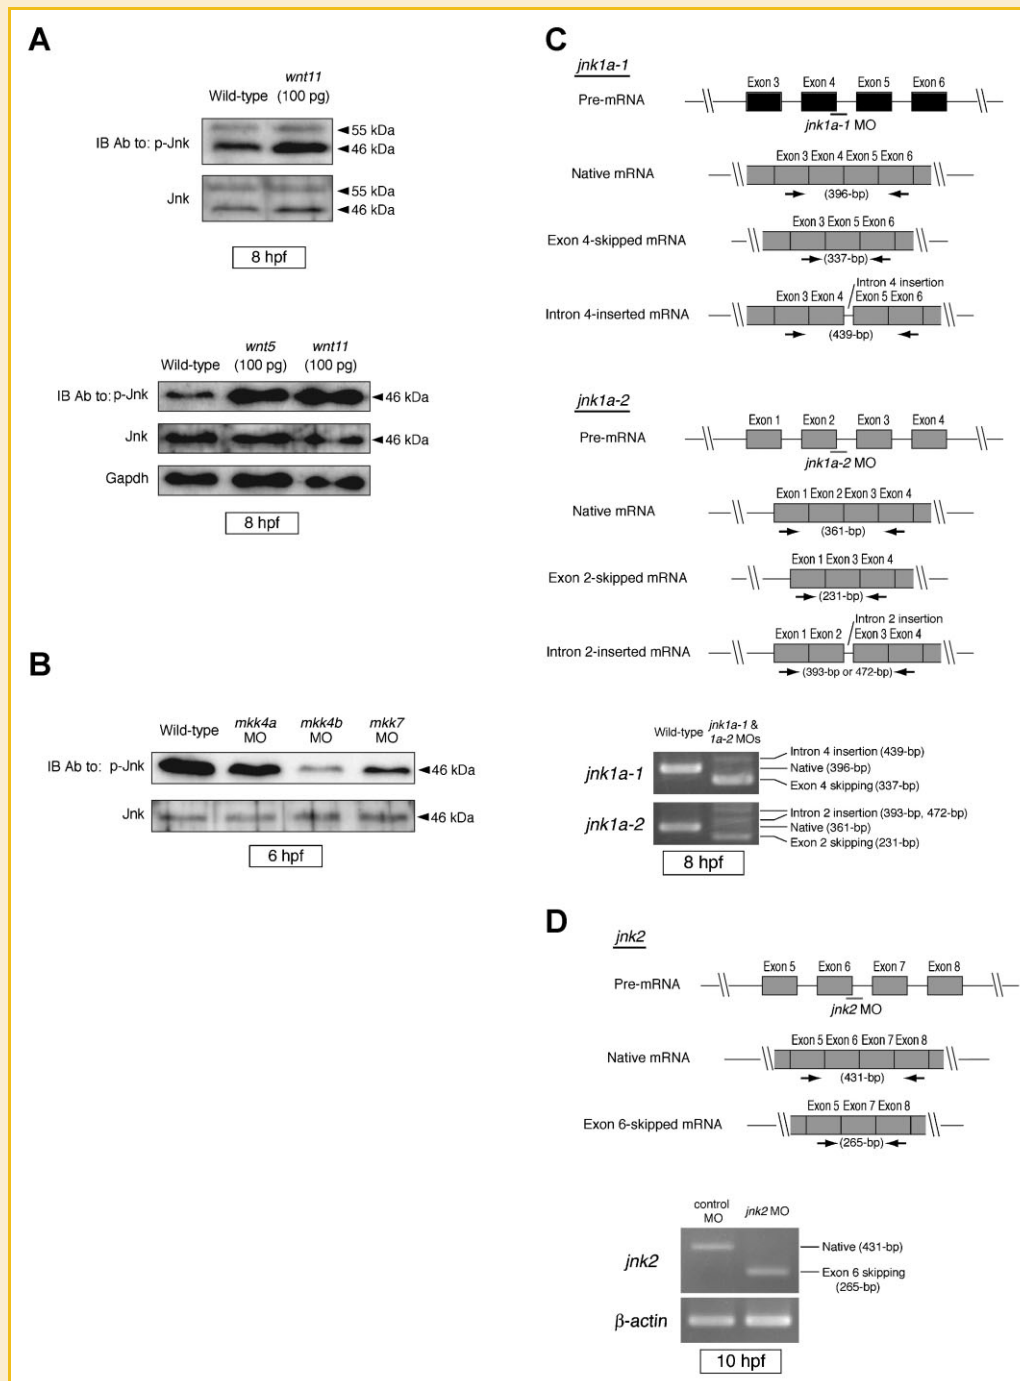 A
Wild-type
wnt11
(100 pg)
IB Ab to: p-Jnk
55 kDa
46 kDa
Jnk
55 kDa
46 kDa
8 hpf
Wild-type
wnt5
(100 pg)
wnt11
(100 pg)
IB Ab to: p-Jnk
46 kDa
Jnk
46 kDa
Gapdh
8 hpf
B
Wild-type
mkk4a
MO
mkk4b
MO
mkk7
MO
IB Ab to: p-Jnk
46 kDa
Jnk
46 kDa
6 hpf
C
jnk1a-1
Exon 3 Exon 4 Exon 5 Exon 6
Pre-mRNA
jnk1a-1 MO
Exon 3 Exon 4 Exon 5 Exon 6
Native mRNA
(396-bp)
Exon 3 Exon 5 Exon 6
Exon 4-skipped mRNA
(337-bp)
Intron 4 insertion
Exon 3 Exon 4 Exon 5 Exon 6
Intron 4-inserted mRNA
(439-bp)
jnk1a-2
Exon 1 Exon 2 Exon 3 Exon 4
Pre-mRNA
jnk1a-2 MO
Exon 1 Exon 2 Exon 3 Exon 4
Native mRNA
(361-bp)
Exon 1 Exon 3 Exon 4
Exon 2-skipped mRNA
(231-bp)
Intron 2 insertion
Exon 1 Exon 2 Exon 3 Exon 4
Intron 2-inserted mRNA
(393-bp or 472-bp)
Wild-type
jnk1a-1 &
1a-2 MOs
jnk1a-1
Intron 4 insertion (439-bp)
Native (396-bp)
Exon 4 skipping (337-bp)
jnk1a-2
Intron 2 insertion (393-bp, 472-bp)
Native (361-bp)
Exon 2 skipping (231-bp)
8 hpf
D
jnk2
Exon 5 Exon 6 Exon 7 Exon 8
Pre-mRNA
jnk2 MO
Exon 5 Exon 6 Exon 7 Exon 8
Native mRNA
(431-bp)
Exon 5 Exon 7 Exon 8
Exon 6-skipped mRNA
(265-bp)
control
MO
jnk2 MO
jnk2
Native (431-bp)
Exon 6 skipping
(265-bp)
β-actin
10 hpf